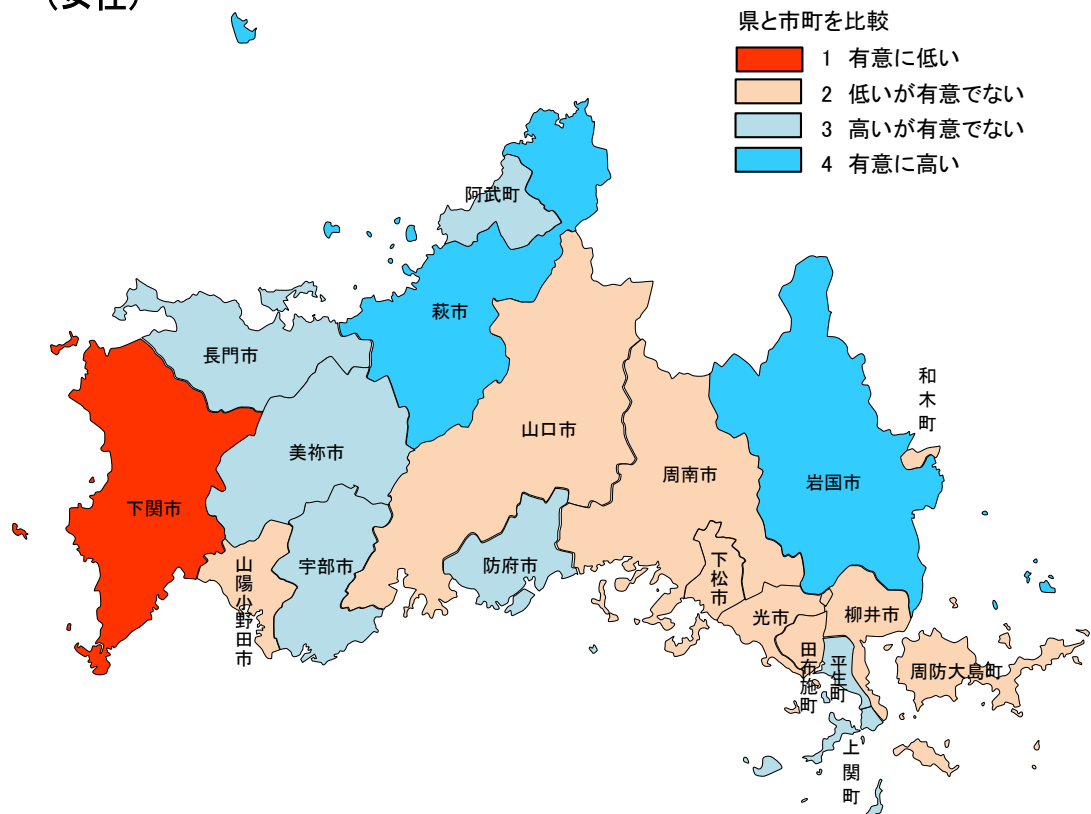 (女性)
県と市町を比較
1 有意に低い
2 低いが有意でない
3 高いが有意でない
4 有意に高い
阿武町
萩市
長門市
和木町
山口市
美祢市
周南市
岩国市
下関市
山陽小野田市
宇部市
防府市
下松市
光市
柳井市
田布施町
平生町
周防大島町
上関町